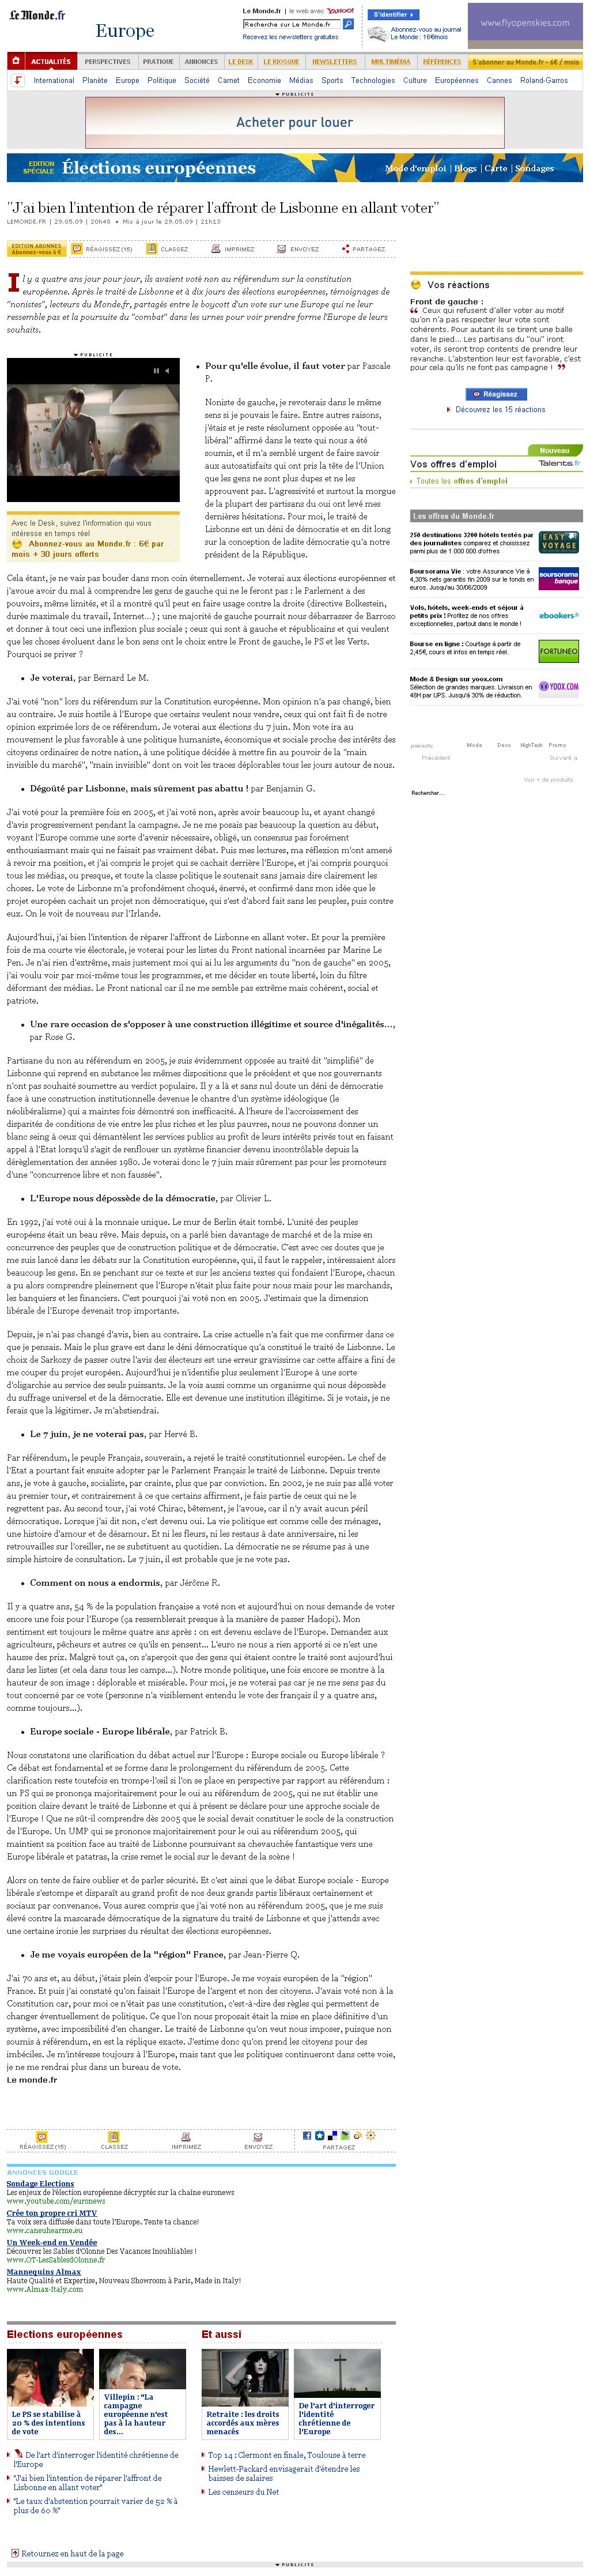 Le Monde.fr
Europe
Le Monde.fr | le web avec YAHOO!
Recherche sur Le Monde.fr
Recevez les newsletters gratuites
S'identifier
Abonnez-vous au journal
Le Monde : 16€mois
www.flyopenskies.com
ACTUALITÉS PERSPECTIVES PRATIQUE ANNONCES LE DESK LE KIOSQUE NEWSLETTERS MULTIMÉDIA RÉFÉRENCES S'abonner au Monde.fr - 6€ / mois
International Planète Europe Politique Société Carnet Economie Médias Sports Technologies Culture Européennes Cannes Roland-Garros
PUBLICITE
Acheter pour louer
EDITION SPÉCIALE Élections européennes Mode d'emploi | Blogs | Carte | Sondages
"J'ai bien l'intention de réparer l'affront de Lisbonne en allant voter"
LEMONDE.FR | 29.05.09 | 20h48 • Mis à jour le 29.05.09 | 21h13
EDITION ABONNES
Abonnez-vous 6 €
RÉAGISSEZ (15) CLASSEZ IMPRIMEZ ENVOYEZ PARTAGEZ
Il y a quatre ans jour pour jour, ils avaient voté non au référendum sur la constitution
européenne. Après le traité de Lisbonne et à dix jours des élections européennes, témoignages de
"nonistes", lecteurs du Monde.fr, partagés entre le boycott d'un vote sur une Europe qui ne leur
ressemble pas et la poursuite du "combat" dans les urnes pour voir prendre forme l'Europe de leurs
souhaits.
PUBLICITE
Avec le Desk, suivez l'information qui vous
intéresse en temps réel
Abonnez-vous au Monde.fr : 6€ par
mois + 30 jours offerts
• Pour qu'elle évolue, il faut voter par Pascale
P.
Noniste de gauche, je revoterais dans le même
sens si je pouvais le faire. Entre autres raisons,
j'étais et je reste résolument opposée au "tout-
libéral" affirmé dans le texte qui nous a été
soumis, et il m'a semblé urgent de faire savoir
aux autosatisfaits qui ont pris la tête de l'Union
que les gens sont plus disparates et ne les
approuvent pas. L'agressivité et surtout la morgue
de la plupart des dirigeants actuels ont levé mes
dernières hésitations. Pour moi, le traité de
Lisbonne est un déni de démocratie et en dit long
sur la conception qu'a de la démocratie notre
président de la République.
Cela étant, je ne vais pas bouder dans mon coin éternellement. Je voterai aux élections européennes et
j'avoue avoir du mal à comprendre que les gens de gauche ne le fassent pas : le Parlement a des
pouvoirs, même limités, et il a montré qu'il peut en faire usage dans la bonne voie (directive Bolkestein,
durée maximale du travail, Internet...) ; une majorité de gauche pourrait nous débarrasser de Barroso
et donner à tout ceci une inflexion plus sociale ; ceux qui sont à gauche et républicains et qui veulent
que les choses évoluent dans le bon sens ont le choix entre le Front de gauche, le PS et les Verts.
Pourquoi se priver ?
• Je voterai, par Bernard Le M.
J'ai voté "non" lors du référendum sur la Constitution européenne. Mon opinion n'a pas changé, bien
au contraire. Je suis hostile à l'Europe que certains veulent nous vendre, mais qui ont fi de notre
opinion exprimée lors de ce référendum. Je voterai aux élections du 7 juin. Mon vote ira au moins
défavorable à une politique européenne voulue humaniste, économique et sociale proche des intérêts des
citoyens ordinaires de notre nation, à une politique décidée à mettre fin au pouvoir de la "main
invisible du marché", "main invisible" dont on voit les traces déplorables tous les jours autour de nous.
• Dégoûté par Lisbonne, mais sûrement pas abattu ! par Benjamin G.
J'ai voté pour la première fois en 2005, et j'ai voté non, après avoir beaucoup lu, et ayant changé
d'avis progressivement pendant la campagne. Je ne me posais pas beaucoup la question au début,
voyant l'Europe comme une source d'avenir nécessaire, obligé, un consensus pas forcément
enthousiasmant mais ne méritant pas vraiment débat. Puis mes lectures, ma réflexion m'ont amené
à revoir mon jugement, j'ai compris ce qui se cachait derrière l'Europe, j'ai compris pourquoi
tous les médias, ou presque, et toute la classe politique le soutenait sans jamais dire clairement les
choses. Le vote de Lisbonne m'a profondément choqué, énervé, et confirmé dans mon idée que le
projet européen cachait un projet non démocratique, qui s'est d'abord fait sans les peuples, puis contre
eux. On le voit de nouveau sur l'Irlande.
Aujourd'hui, j'ai bien l'intention de réparer l'affront de Lisbonne en allant voter. Et pour la première
fois de ma courte vie électorale, je voterai pour les listes du Front national incarnées par Marine Le
Pen. Je n'ai rien d'extrême, mais justement moi qui ai lu les arguments du "non de gauche" en 2005,
j'ai voulu voir par moi-même tous les programmes, et me décider en toute liberté, loin du filtre
déformant des médias. Le Front national car il ne me semble pas extrême mais cohérent, social et
patriote.
• Une rare occasion de s'opposer à une construction illégitime et source d'inégalités...,
par Rose G.
Partisane du non au référendum en 2005, je suis évidemment opposée au traité dit "simplifié" de
Lisbonne qui reprend en substance les mêmes dispositions que le précédent et que nos gouvernants
n'ont pas souhaité soumettre au verdict populaire. Il y a là et sans nul doute un déni de démocratie
face à une construction européenne qui a maintenu le cadre d'un système idéologique (le
néolibéralisme) qui a maintes fois démontré son inefficacité. A l'heure de l'accroissement des
disparités de conditions de vie entre les plus riches et les plus pauvres, nous ne pouvons donner un
blanc seing à ceux qui démantèlent les services publics au profit de leurs intérêts privés tout en faisant
appel à l'Etat lorsqu'il s'agit de renflouer un système financier devenu incontrôlable depuis la
dérèglementation des années 1980. Je voterai donc le 7 juin mais sûrement pas pour les promoteurs
d'une "concurrence libre et non faussée".
• L'Europe nous dépossède de la démocratie, par Olivier L.
En 1992, j'ai voté oui à la monnaie unique. Le mur de Berlin était tombé. L'unité des peuples
européens était un beau rêve. Mais depuis, on a parlé bien davantage de marché et de la mise en
concurrence des peuples que de construction politique et de démocratie. C'est avec ces doutes que je
me suis lancé dans les débats sur la Constitution européenne, qui, il faut le rappeler, intéressaient alors
beaucoup les gens. En se penchant sur ce texte et sur les anciens textes qui fondaient l'Europe, chacun
a pu alors comprendre pleinement que l'Europe n'était plus faite pour nous mais pour les marchands,
les banquiers et les financiers. C'est pourquoi j'ai voté non en 2005. J'estimais que la dimension
libérale de l'Europe devenait trop importante.
Depuis, je n'ai pas changé d'avis, bien au contraire. La crise actuelle n'a fait que me confirmer dans ce
que je pensais. Mais le plus grave est dans le déni démocratique qu'a constitué le traité de Lisbonne. Le
choix de Sarkozy de passer outre l'avis des électeurs est une erreur gravissime car cette affaire a fini de
me couper du projet européen. Aujourd'hui je n'identifie plus seulement l'Europe à une sorte
d'oligarchie au service des seuls puissants. Je la vois aussi comme un organisme qui nous dépossède
du suffrage universel et de la démocratie. Elle est devenue une institution illégitime. Si je votais, je ne
ferais que la légitimer. Je m'abstiendrai.
• Le 7 juin, je ne voterai pas, par Hervé B.
Par référendum, le peuple Français, souverain, a rejeté le traité constitutionnel européen. Le chef de
l'Etat a pourtant fait ensuite adopter par le Parlement Français le traité de Lisbonne. Depuis trente
ans, je vote à gauche, socialiste, par crainte, plus que par conviction. En 2002, je ne suis pas allé voter
au premier tour, et contrairement à ce que certains affirment, je fais partie de ceux qui ne le
regrettent pas. Au second tour, j'ai voté Chirac, bêtement, je l'avoue, car il n'y avait aucun péril
démocratique. Lorsque j'ai dit non, c'est devenu oui. La vie politique est comme celle des ménages,
une histoire d'amour et de désamour. Et ni les fleurs, ni les restaus à date anniversaire, ni les
retrouvailles sur l'oreiller, ne se substituent au quotidien. La démocratie ne se résume pas à une
simple histoire de consultation. Le 7 juin, il est probable que je ne vote pas.
• Comment on nous a endormis, par Jérôme R.
Il y a quatre ans, 54 % de la population française a voté non et aujourd'hui on nous demande de voter
encore une fois pour l'Europe (ça ressemblerait presque à la manière de passer Hadopi). Mon
sentiment est le même quatre ans après : on est devenu esclave de l'Europe. Demandez aux
agriculteurs, pêcheurs et autres ce qu'ils en pensent... L'euro ne nous a rien apporté si ce n'est une
hausse des prix. Malgré tout ça, on s'aperçoit que des gens qui étaient contre le traité sont aujourd'hui
dans les listes (et cela dans tous les camps...). Notre monde politique, une fois encore se montre à la
hauteur de son image : détestable et misérable. Pour moi, je ne voterai pas car je ne me sens pas du
tout concerné par ce vote (personne n'a visiblement entendu le vote des français il y a quatre ans,
comme toujours...).
• Europe sociale - Europe libérale, par Patrick B.
Nous constatons une clarification du débat actuel sur l'Europe : Europe sociale ou Europe libérale ?
Ce débat est fondamental et se pose dans le prolongement du référendum de 2005. Cette
clarification reste toutefois en trompe-l'œil si l'on se place en perspective par rapport au référendum :
un PS qui se prononça majoritairement pour le oui au référendum de 2005, qui ne sut établir une
position claire devant le traité de Lisbonne et qui à présent se déclare pour une approche sociale de
l'Europe ! Que ne sût-il comprendre dès 2005 que le social devait constituer le socle de la construction
de l'Europe. Un UMP qui se prononce majoritairement pour le oui au référendum 2005, qui
maintient sa position face au traité de Lisbonne poursuivant sa chevauchée fantastique vers une
Europe libérale et patatras, la crise remet le social sur le devant de la scène !
Alors on tente de faire oublier et de parler sécurité. Et c'est ainsi que le débat Europe sociale - Europe
libérale s'estompe et disparaît au grand profit de nos deux grands partis libéraux certainement et
sociaux par convenance. Vous aurez compris que j'ai voté non au référendum 2005, que je me suis
élevé contre la mascarade démocratique de la signature du traité de Lisbonne et que j'attends avec
une certaine ironie les surprises du résultat des élections européennes.
• Je me voyais européen de la "région" France, par Jean-Pierre Q.
J'ai 70 ans et, au début, j'étais plein d'espoir pour l'Europe. Je me voyais européen de la "région"
France. Et puis j'ai constaté qu'on faisait l'Europe de l'argent et non des citoyens. J'avais voté non à la
Constitution car, pour moi ce n'était pas une constitution, c'est-à-dire des règles qui permettent de
changer éventuellement de politique. Ce que l'on nous proposait était la mise en place définitive d'un
système, avec impossibilité d'en changer. Le traité de Lisbonne qu'on veut nous imposer, puisque non
soumis à référendum, en est la réplique exacte. J'estime donc qu'on prend le citoyens pour des
imbéciles. Je m'intéresse toujours à l'Europe, mais tant que les politiques continueront dans cette voie,
je ne me rendrai plus dans un bureau de vote.
Le monde.fr
RÉAGISSEZ (15) CLASSEZ IMPRIMEZ ENVOYEZ PARTAGEZ
ANNONCES GOOGLE
Sondage Elections
Les enjeux de l'élection européenne décryptés sur la chaîne euronews
www.youtube.com/euronews
Crée ton propre cri MTV
Ta voix sera diffusée dans toute l'Europe. Tente ta chance!
www.caneuhearme.eu
Un Week-end en Vendée
Découvrez les Sables d'Olonne Des Vacances Inoubliables !
www.OT-LesSablesdOlonne.fr
Mannequins Almax
Haute Qualité et Expertise, Nouveau Showroom à Paris, Made in Italy!
www.Almax-Italy.com
Elections européennes
Le PS se stabilise à
20 % des intentions
de vote
Villepin : "La
campagne
européenne n'est
pas à la hauteur
des...
De l'art d'interroger l'identité chrétienne de
l'Europe
"J'ai bien l'intention de réparer l'affront de
Lisbonne en allant voter"
"Le taux d'abstention pourrait varier de 52 % à
plus de 60 %"
Et aussi
Retraite : les droits
accordés aux mères
menacés
De l'art d'interroger
l'identité
chrétienne de
l'Europe
Top 14 : Clermont en finale, Toulouse à terre
Hewlett-Packard envisagerait d'étendre les
baisses de salaires
Les censeurs du Net
Retournez en haut de la page
PUBLICITE
Vos réactions
Front de gauche :
Ceux qui refusent d'aller voter au motif
qu'on n'a pas respecter leur vote sont
cohérents. Pour autant ils se tirent une balle
dans le pied... Les partisans du "oui" iront
voter, ils seront trop contents de prendre leur
revanche. L'abstention leur est favorable, c'est
pour cela qu'ils ne font pas campagne !
Réagissez
Découvrez les 15 réactions
Nouveau
Vos offres d'emploi Talents.fr
Toutes les offres d'emploi
Les offres du Monde.fr
250 destinations 3200 hôtels testés par
des journalistes comparez et choisissez
parmi plus de 1 000 000 d'offres
EASY VOYAGE
Boursorama Vie : votre Assurance Vie à
4,30% nets garantis fin 2009 sur le fonds en
euros. Jusqu'au 30/06/2009
boursorama banque
Vols, hôtels, week-ends et séjour à
petits prix ! Profitez de nos offres
exceptionnelles, partout dans le monde !
ebookers.fr
Bourse en ligne : Courtage à partir de
2,45€, cours et infos en temps réel.
FORTUNEO
Mode & Design sur yoox.com
Sélection de grandes marques. Livraison en
48H par UPS. Jusqu'à 30% de réduction.
YOOX.COM
Mode Deco HighTech Promo
Précédent Suivant
Voir + de produits
Rechercher...